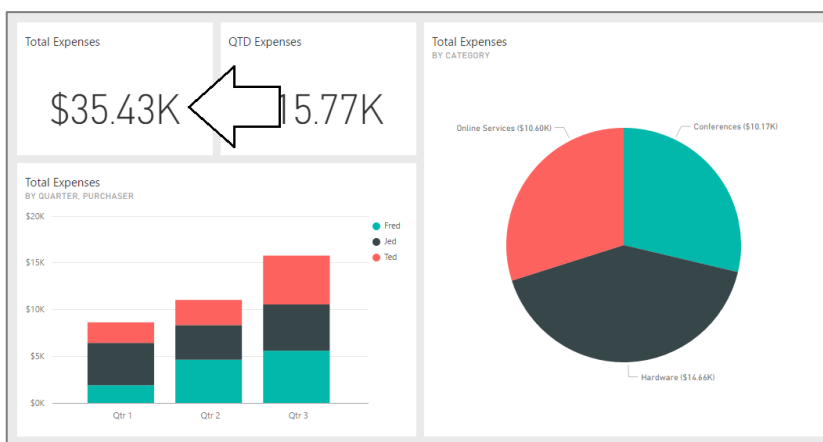 Total Expenses
$35.43K
QTD Expenses
15.77K
Total Expenses
BY CATEGORY
Online Services ($10.60K)
Conferences ($10.17K)
Hardware ($14.66K)
Total Expenses
BY QUARTER, PURCHASER
$20K
$15K
$10K
$5K
$0K
Qtr 1
Qtr 2
Qtr 3
Fred
Jed
Ted